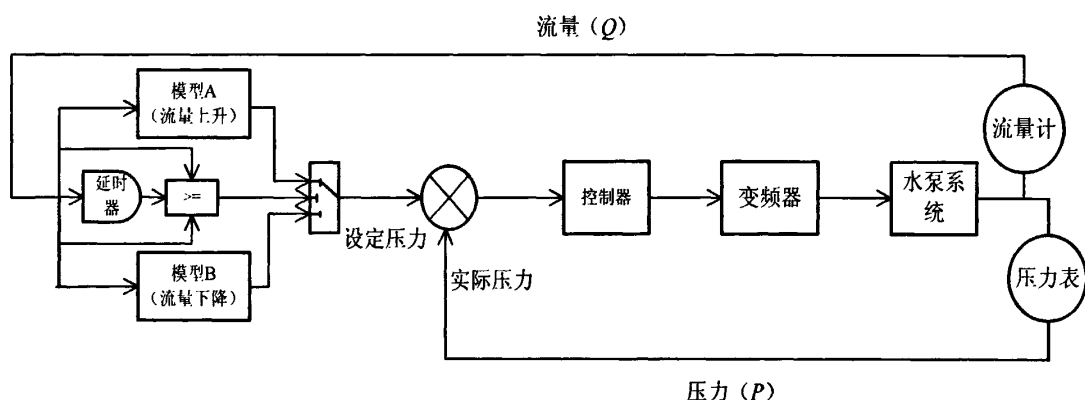 流量（Q）
模型A
（流量上升）
流量计
延时
器
>=
控制器
变频器
水泵系
统
设定压力
模型B
（流量下降）
实际压力
压力表
压力（P）